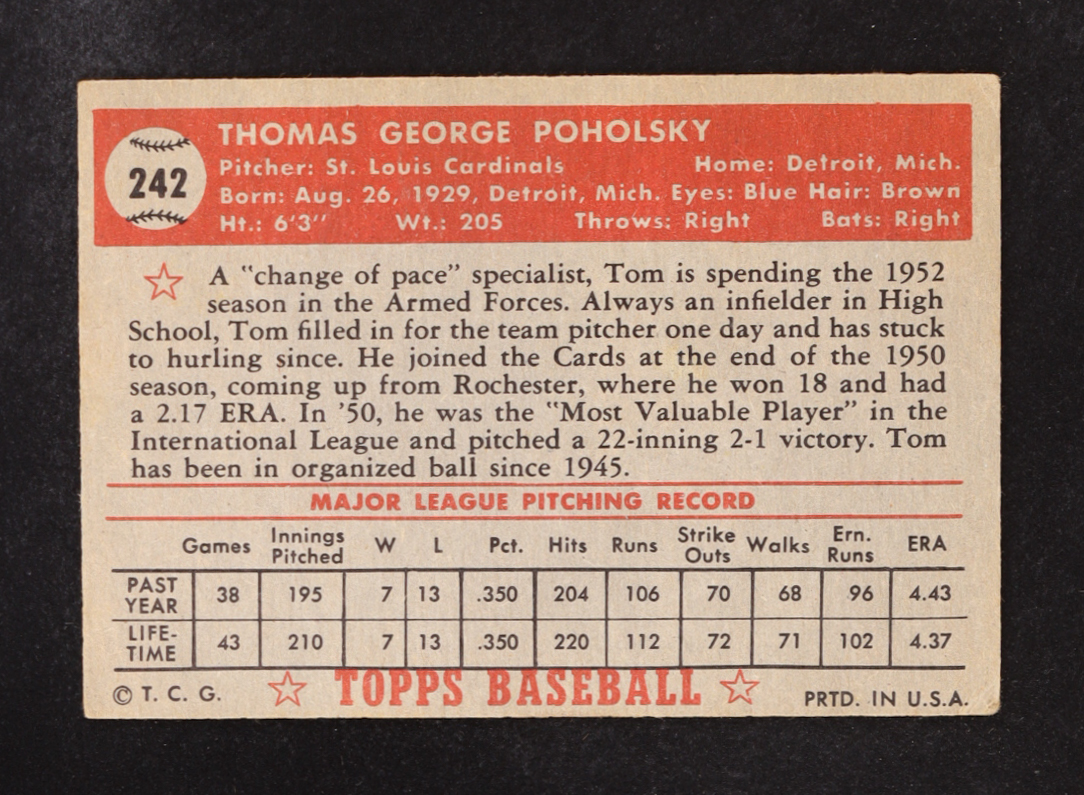 242
THOMAS GEORGE POHOLSKY
Pitcher: St. Louis Cardinals Home: Detroit, Mich.
Born: Aug. 26, 1929, Detroit, Mich. Eyes: Blue Hair: Brown
Ht.: 6'3'' Wt.: 205 Throws: Right Bats: Right
A "change of pace" specialist, Tom is spending the 1952
season in the Armed Forces. Always an infielder in High
School, Tom filled in for the team pitcher one day and has stuck
to hurling since. He joined the Cards at the end of the 1950
season, coming up from Rochester, where he won 18 and had
a 2.17 ERA. In '50, he was the "Most Valuable Player" in the
International League and pitched a 22-inning 2-1 victory. Tom
has been in organized ball since 1945.
MAJOR LEAGUE PITCHING RECORD
Games Innings Pitched W L Pct. Hits Runs Strike Outs Walks Ern. Runs ERA
PAST YEAR 38 195 7 13 .350 204 106 70 68 96 4.43
LIFE-TIME 43 210 7 13 .350 220 112 72 71 102 4.37
© T. C. G. TOPPS BASEBALL PRTD. IN U.S.A.